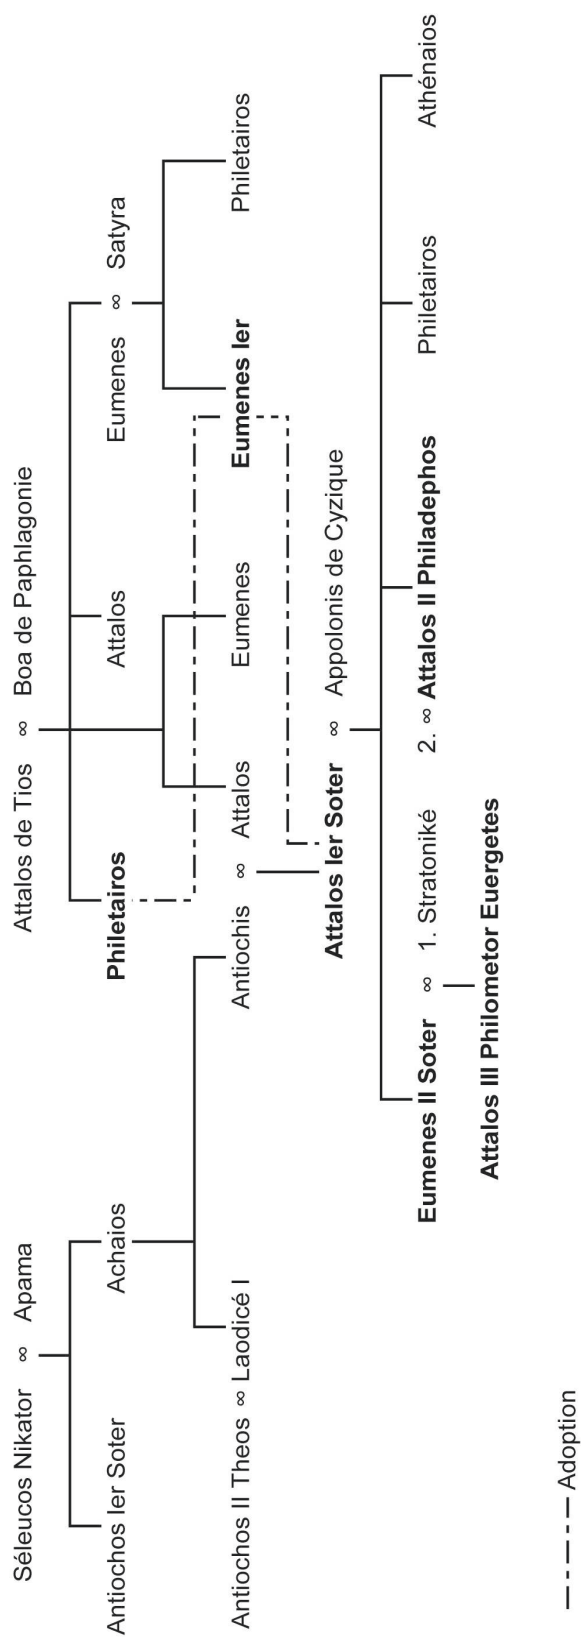 Séleucos Nikator ∞ Apama
Attalos de Tios ∞ Boa de Paphlagonie
Antiochos Ier Soter
Achaios
Philetairos
Attalos
Eumenes ∞ Satyra
Antiochos II Theos ∞ Laodicé I
Antiochis ∞ Attalos
Eumenes
Eumenes Ier
Philetairos
Attalos Ier Soter ∞ Appolonis de Cyzique
Eumenes II Soter ∞ 1. Stratoniké 2. ∞ Attalos II Philadephos
Philetairos
Athénaios
Attalos III Philometor Euergetes
Adoption